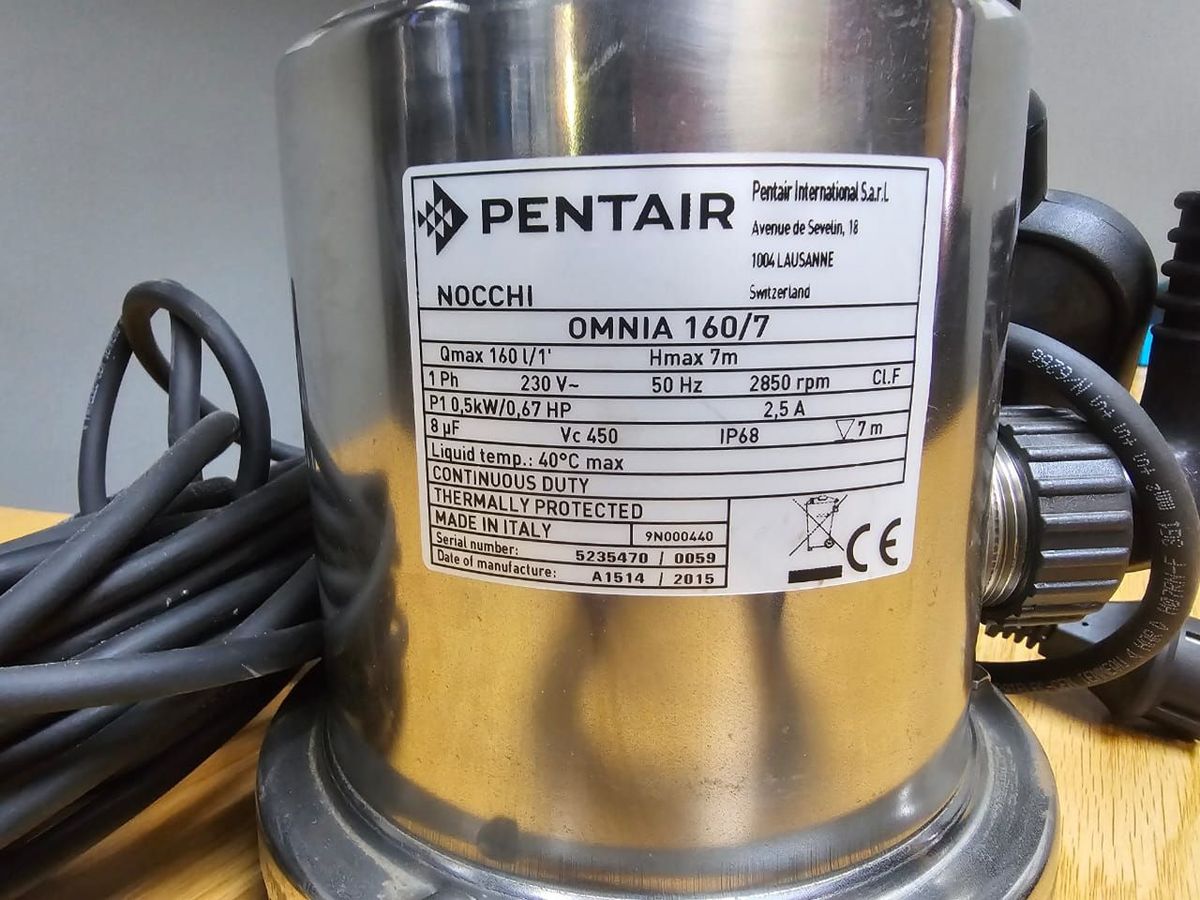 PENTAIR
Pentair International S.a.r.L
Avenue de Sevelin, 18
1004 LAUSANNE
Switzerland
NOCCHI
OMNIA 160/7
Qmax 160 l/1' Hmax 7m
1 Ph 230 V~ 50 Hz 2850 rpm Cl.F
P1 0,5kW/0,67 HP 2,5 A
8 µF Vc 450 IP68 7 m
Liquid temp.: 40°C max
CONTINUOUS DUTY
THERMALLY PROTECTED
MADE IN ITALY 9N000440
Serial number: 5235470 / 0059
Date of manufacture: A1514 / 2015
CE
H07RN-F